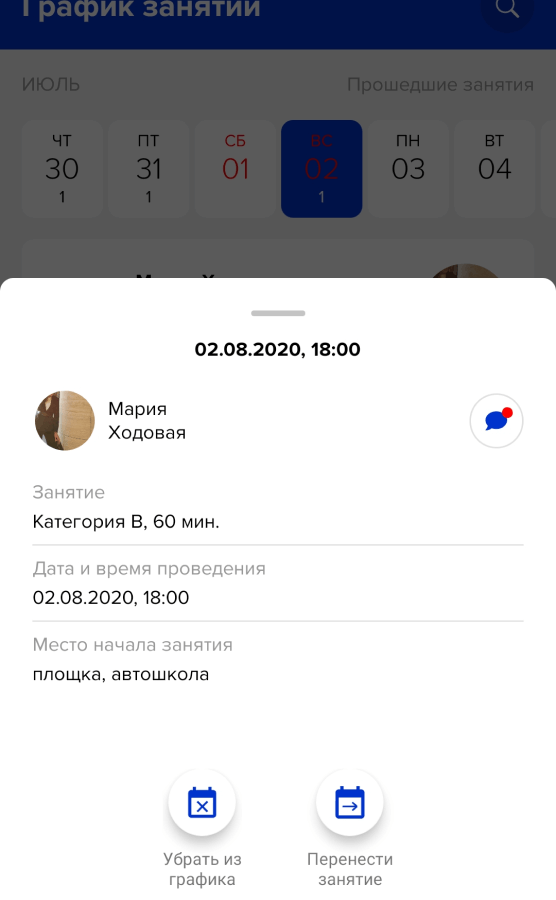 График занятий
ИЮЛЬ
Прошедшие занятия
ЧТ
30
1
ПТ
31
1
СБ
01
ВС
02
1
ПН
03
ВТ
04
02.08.2020, 18:00
Мария
Ходовая
Занятие
Категория В, 60 мин.
Дата и время проведения
02.08.2020, 18:00
Место начала занятия
площка, автошкола
Убрать из
графика
Перенести
занятие